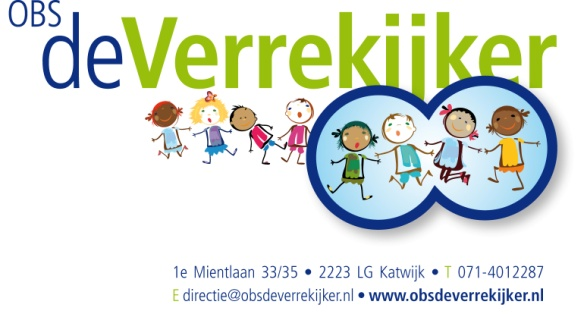 OBS
deVerrekijker
1e Mientlaan 33/35 • 2223 LG Katwijk • T 071-4012287
E directie@obsdeverrekijker.nl • www.obsdeverrekijker.nl